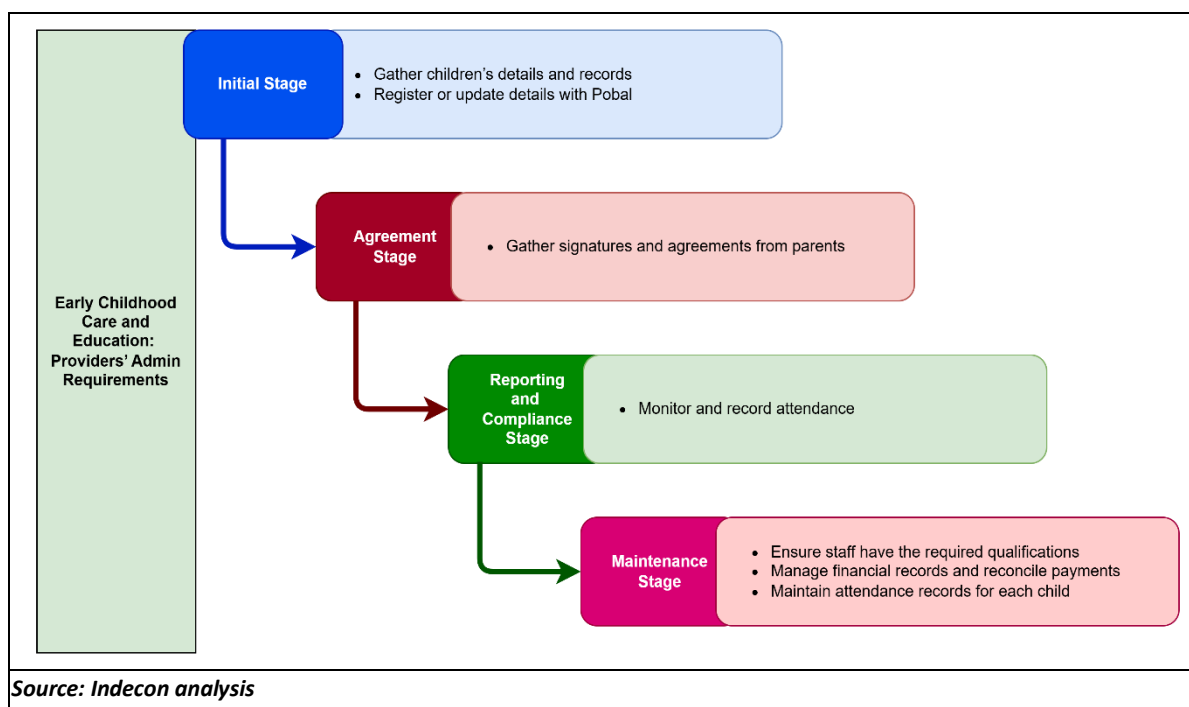 Early Childhood
Care and
Education:
Providers' Admin
Requirements
Initial Stage
• Gather children's details and records
• Register or update details with Pobal
Agreement
Stage
• Gather signatures and agreements from parents
Reporting
and
Compliance
Stage
• Monitor and record attendance
Maintenance
Stage
• Ensure staff have the required qualifications
• Manage financial records and reconcile payments
• Maintain attendance records for each child
Source: Indecon analysis